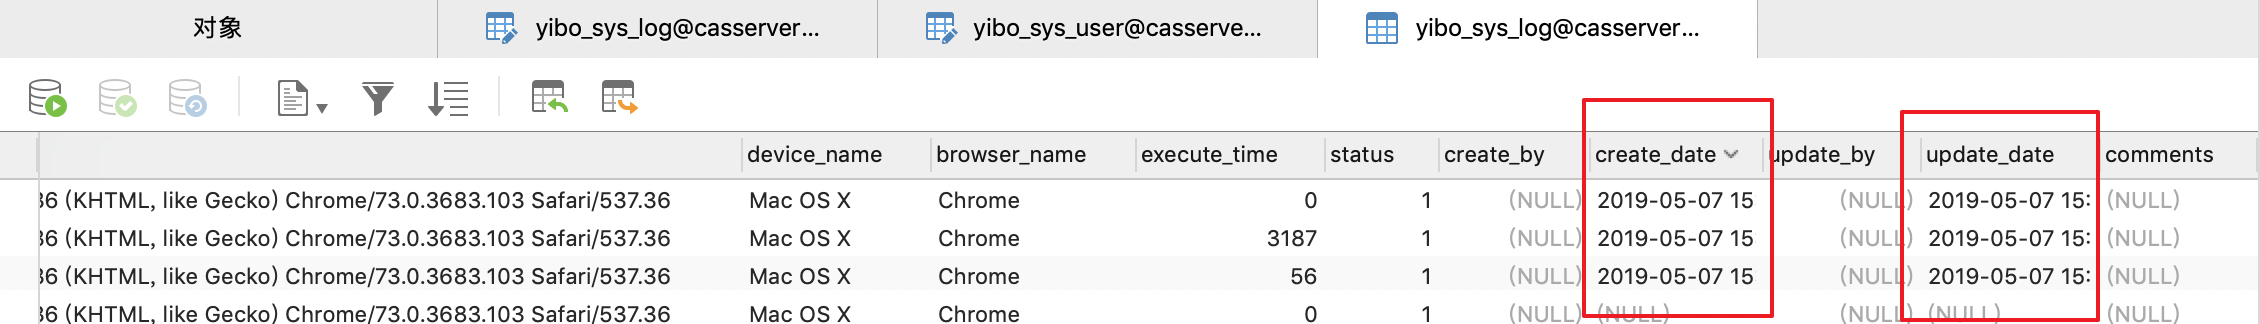 对象 yibo_sys_log@casserver... yibo_sys_user@casserve... yibo_sys_log@casserver...
device_name browser_name execute_time status create_by create_date update_by update_date comments
36 (KHTML, like Gecko) Chrome/73.0.3683.103 Safari/537.36 Mac OS X Chrome 0 1 (NULL) 2019-05-07 15 (NULL) 2019-05-07 15: (NULL)
36 (KHTML, like Gecko) Chrome/73.0.3683.103 Safari/537.36 Mac OS X Chrome 3187 1 (NULL) 2019-05-07 15 (NULL) 2019-05-07 15: (NULL)
36 (KHTML, like Gecko) Chrome/73.0.3683.103 Safari/537.36 Mac OS X Chrome 56 1 (NULL) 2019-05-07 15 (NULL) 2019-05-07 15: (NULL)
36 (KHTML, like Gecko) Chrome/73.0.3683.103 Safari/537.36 Mac OS X Chrome 0 1 (NULL) (NULL) (NULL) (NULL) (NULL)